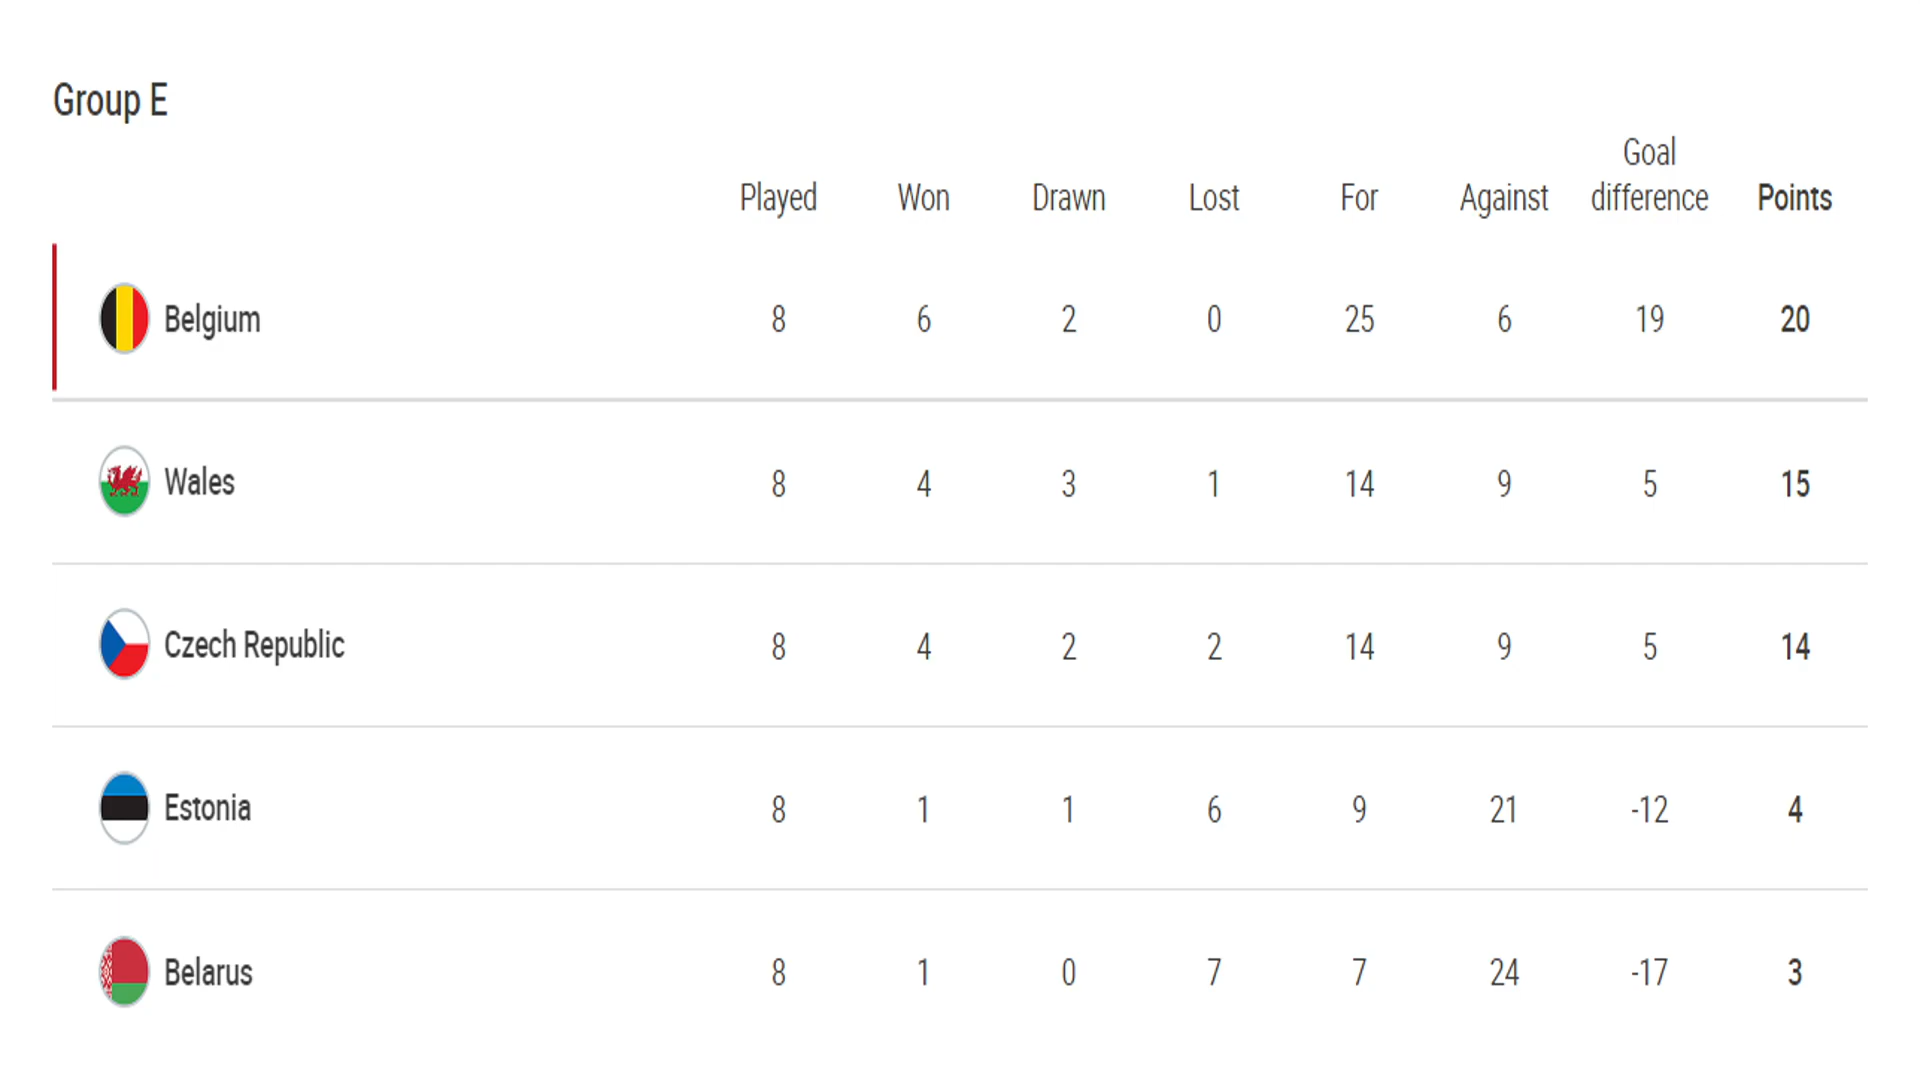 Group E
Goal
Played Won Drawn Lost For Against difference Points
Belgium 8 6 2 0 25 6 19 20
Wales 8 4 3 1 14 9 5 15
Czech Republic 8 4 2 2 14 9 5 14
Estonia 8 1 1 6 9 21 -12 4
Belarus 8 1 0 7 7 24 -17 3